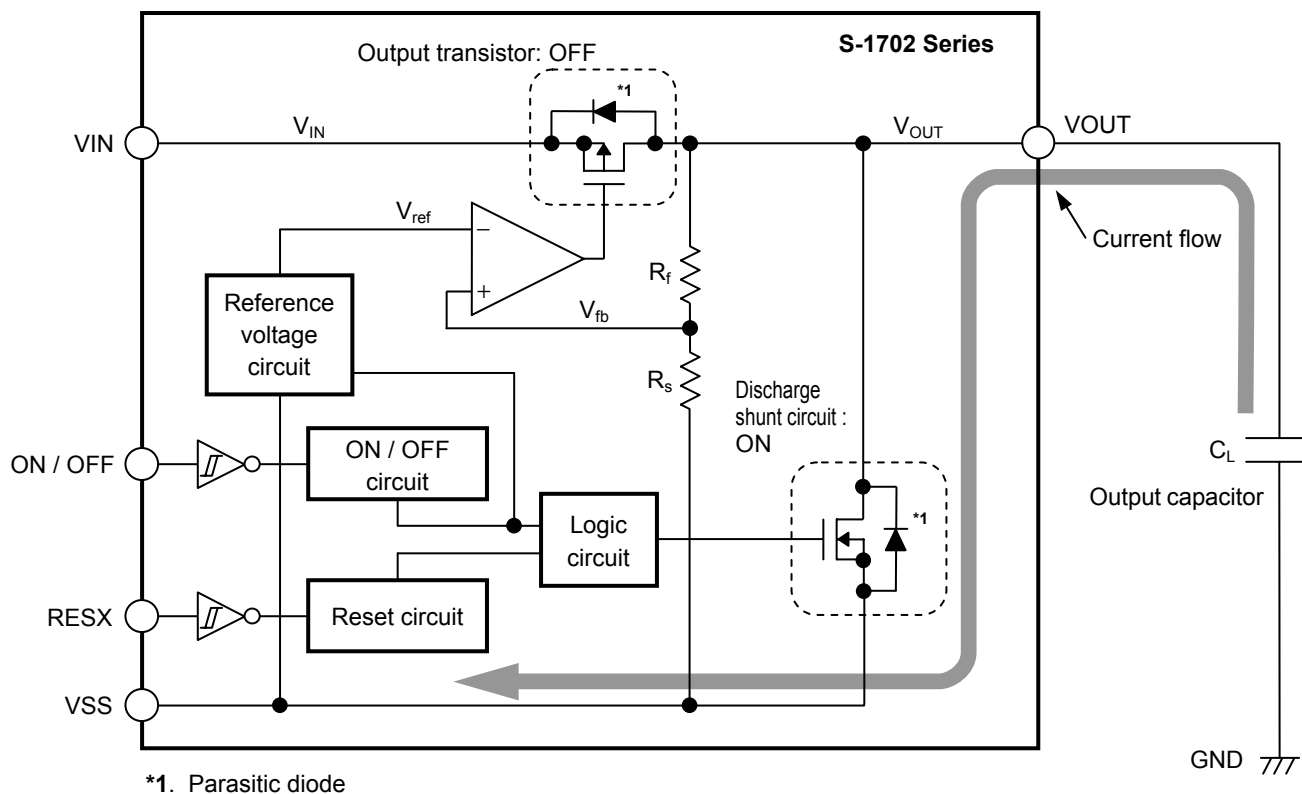 S-1702 Series
Output transistor: OFF
*1
VIN
V_IN
V_OUT
VOUT
V_ref
−
+
Current flow
Reference
voltage
circuit
V_fb
R_f
R_s
Discharge
shunt circuit :
ON
ON / OFF
ON / OFF
circuit
C_L
Output capacitor
Logic
circuit
*1
RESX
Reset circuit
VSS
GND
*1. Parasitic diode